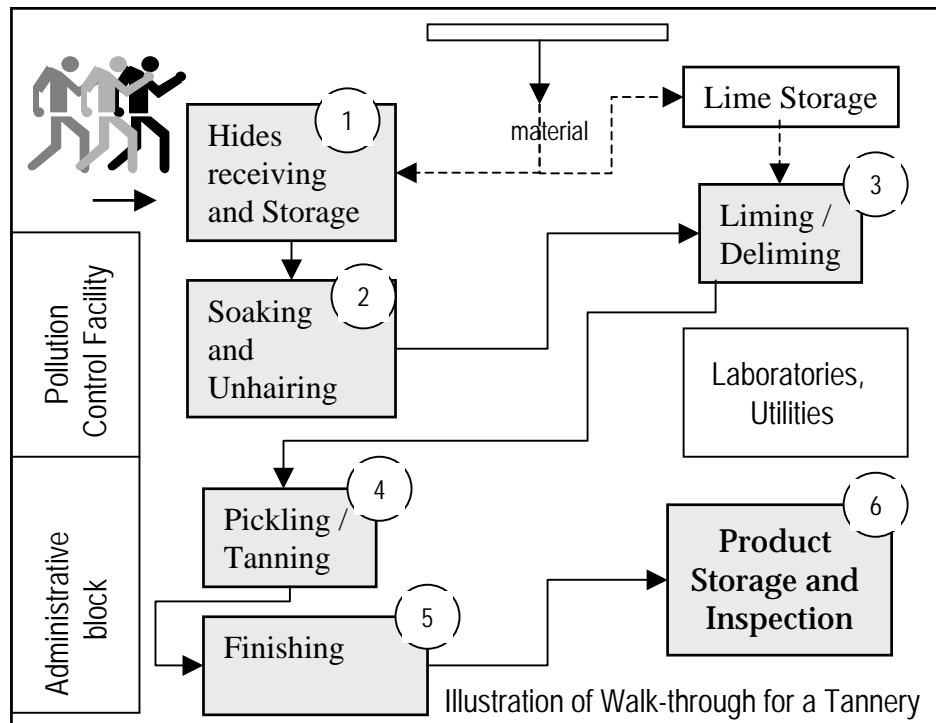 material
Lime Storage
1
Hides
receiving
and Storage
3
Liming /
Deliming
2
Soaking
and
Unhairing
Pollution
Control Facility
Laboratories,
Utilities
4
Pickling /
Tanning
6
Product
Storage and
Inspection
Administrative
block
5
Finishing
Illustration of Walk-through for a Tannery